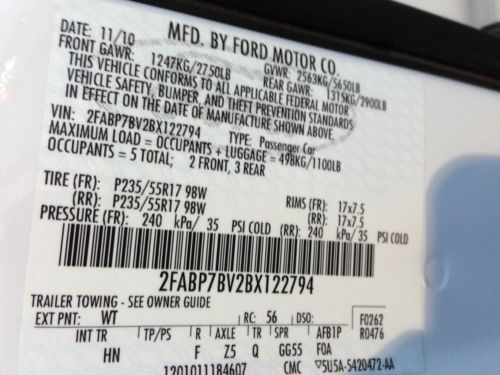 MFD. BY FORD MOTOR CO.
DATE: 11/10 GVWR: 2563KG/5650LB
FRONT GAWR: 1247KG/2750LB REAR GAWR: 1315KG/2900LB
THIS VEHICLE CONFORMS TO ALL APPLICABLE FEDERAL MOTOR
VEHICLE SAFETY, BUMPER, AND THEFT PREVENTION STANDARDS
IN EFFECT ON THE DATE OF MANUFACTURE SHOWN ABOVE.
VIN: 2FABP7BV2BX122794 TYPE: Passenger Car
MAXIMUM LOAD = OCCUPANTS + LUGGAGE = 498KG/1100LB
OCCUPANTS = 5 TOTAL; 2 FRONT, 3 REAR
TIRE (FR): P235/55R17 98W RIMS (FR): 17x7.5
(RR): P235/55R17 98W (RR): 17x7.5
PRESSURE (FR): 240 kPa/ 35 PSI COLD (RR): 240 kPa/ 35 PSI COLD
2FABP7BV2BX122794
TRAILER TOWING - SEE OWNER GUIDE
EXT PNT: WT RC: 56 DSO: F0262
INT TR TP/PS R AXLE TR SPR AFB1P R0476
HN F Z5 Q GG55 FOA
1201011184607 CMC 5U5A-5420472-AA